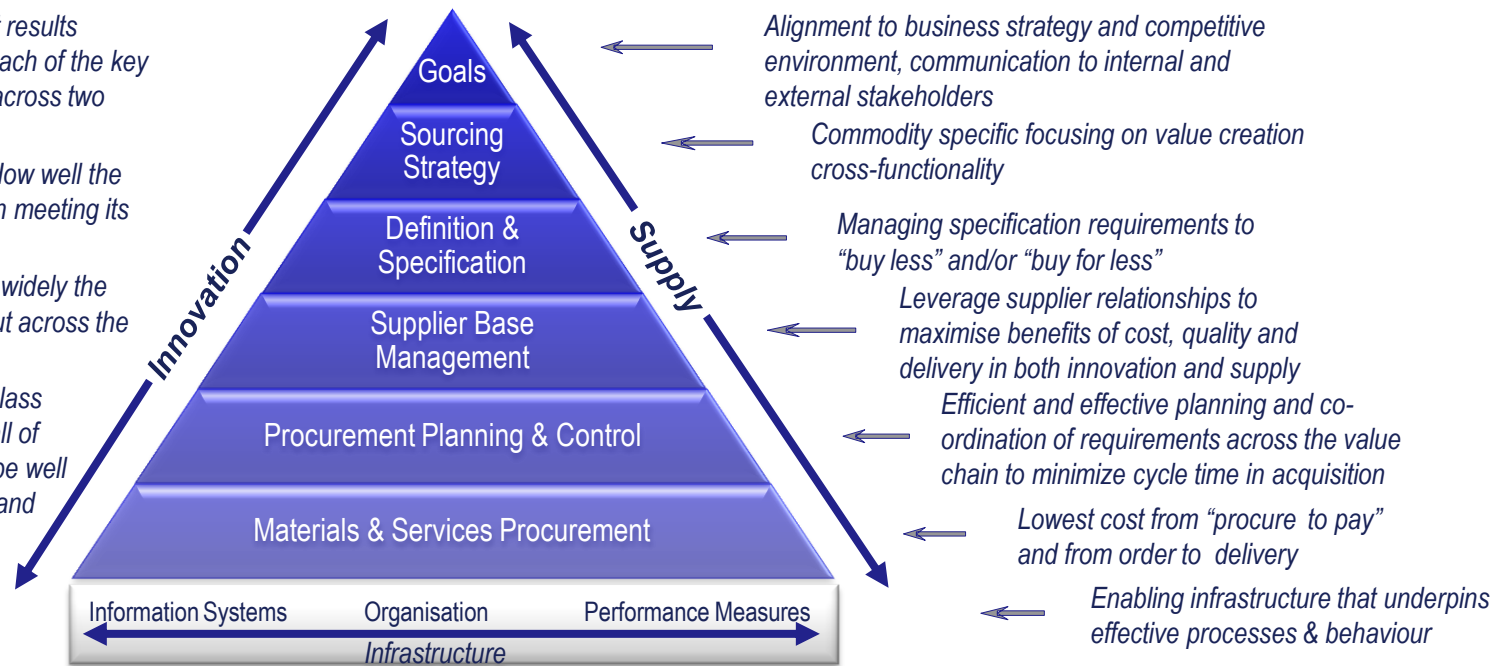 results
ach of the key
across two
low well the
n meeting its
widely the
ut across the
lass
ll of
be well
and
Innovation
Supply
Goals
Sourcing
Strategy
Definition &
Specification
Supplier Base
Management
Procurement Planning & Control
Materials & Services Procurement
Information Systems Organisation Performance Measures
Infrastructure
Alignment to business strategy and competitive
environment, communication to internal and
external stakeholders
Commodity specific focusing on value creation
cross-functionality
Managing specification requirements to
“buy less” and/or “buy for less”
Leverage supplier relationships to
maximise benefits of cost, quality and
delivery in both innovation and supply
Efficient and effective planning and co-
ordination of requirements across the value
chain to minimize cycle time in acquisition
Lowest cost from “procure to pay”
and from order to delivery
Enabling infrastructure that underpins
effective processes & behaviour